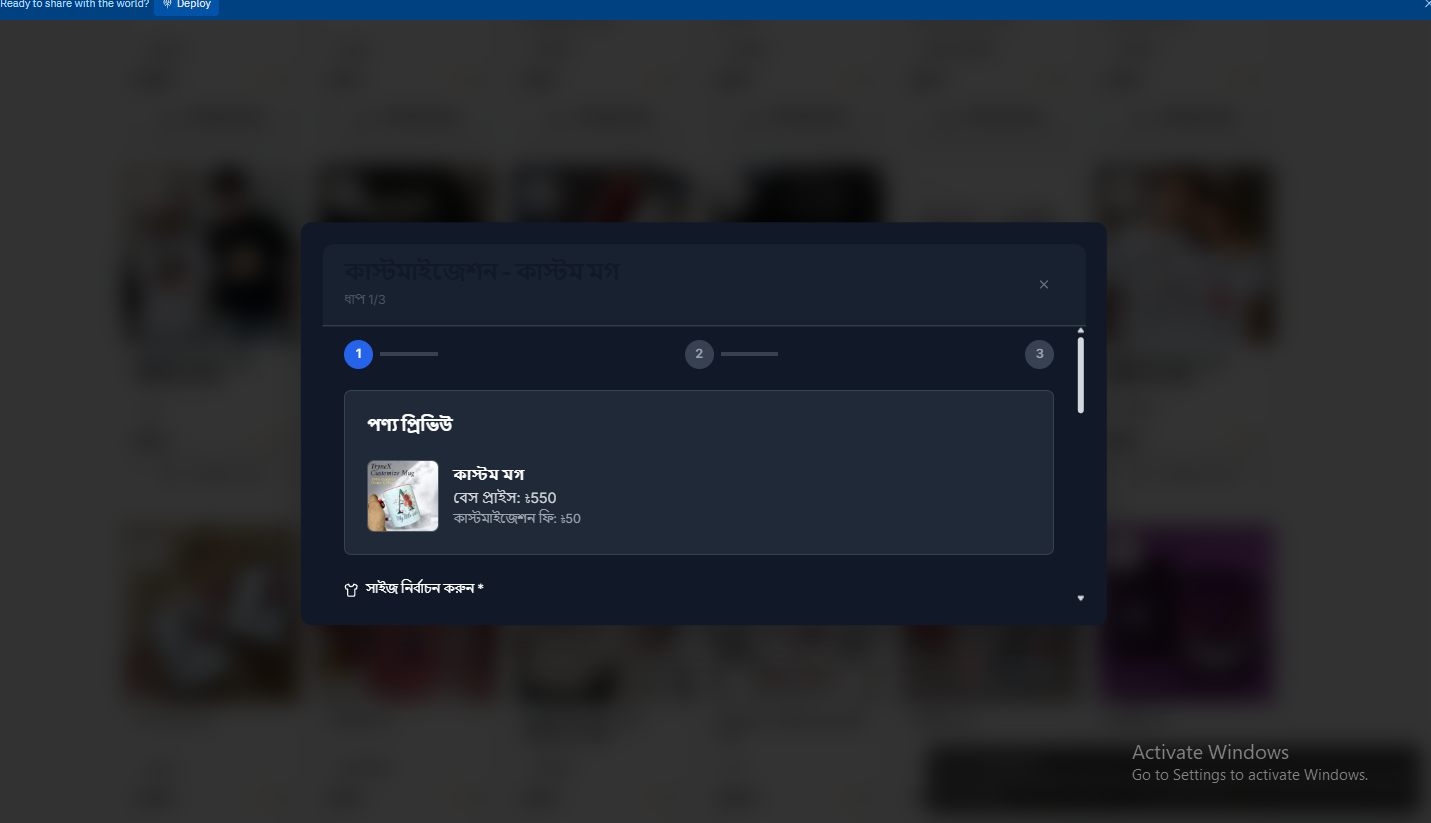 Ready to share with the world? Deploy
কাস্টমাইজেশন - কাস্টম মগ
ধাপ 1/3
1
2
3
পণ্য প্রিভিউ
TryneX
Customize Mug
কাস্টম মগ
বেস প্রাইস: ৳550
কাস্টমাইজেশন ফি: ৳50
সাইজ নির্বাচন করুন *
Activate Windows
Go to Settings to activate Windows.